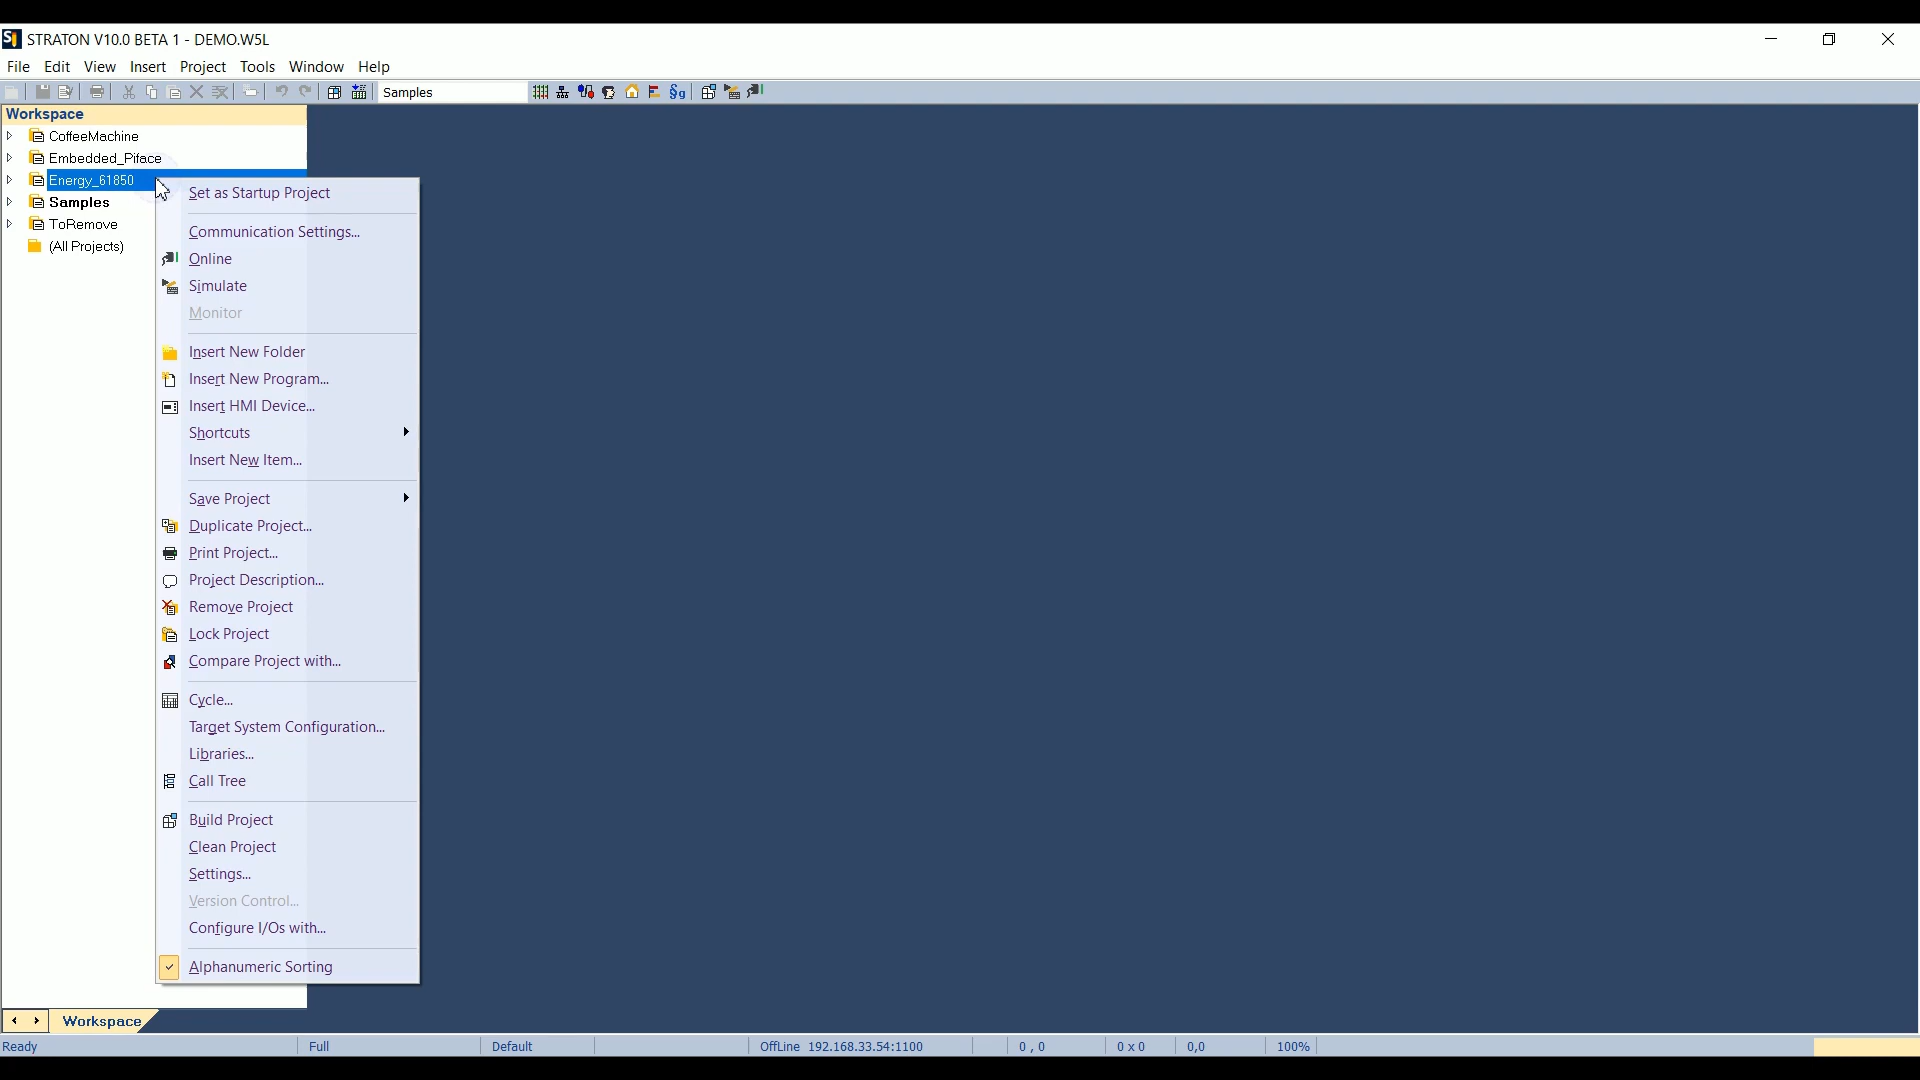 STRATON V10.0 BETA 1 - DEMO.W5L
File Edit View Insert Project Tools Window Help
Samples
Workspace
CoffeeMachine
Embedded_Piface
Energy_61850
Samples
ToRemove
(All Projects)
Set as Startup Project
Communication Settings...
Online
Simulate
Monitor
Insert New Folder
Insert New Program...
Insert HMI Device...
Shortcuts
Insert New Item...
Save Project
Duplicate Project...
Print Project...
Project Description...
Remove Project
Lock Project
Compare Project with...
Cycle...
Target System Configuration...
Libraries...
Call Tree
Build Project
Clean Project
Settings...
Version Control...
Configure I/Os with...
Alphanumeric Sorting
Workspace
Ready Full Default OffLine 192.168.33.54:1100 0 , 0 0 x 0 0,0 100%